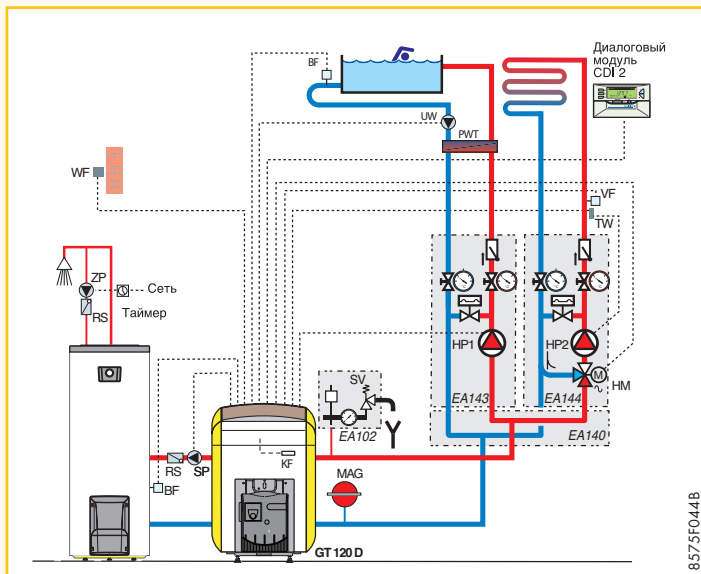 BF
Диалоговый
модуль
CDI 2
UW
PWT
WF
VF
TW
ZP
Сеть
RS
Таймер
HP1
HP2
M
HM
SV
EA143
EA144
EA102
EA140
RS
SP
KF
BF
MAG
GT 120 D
8575F044B